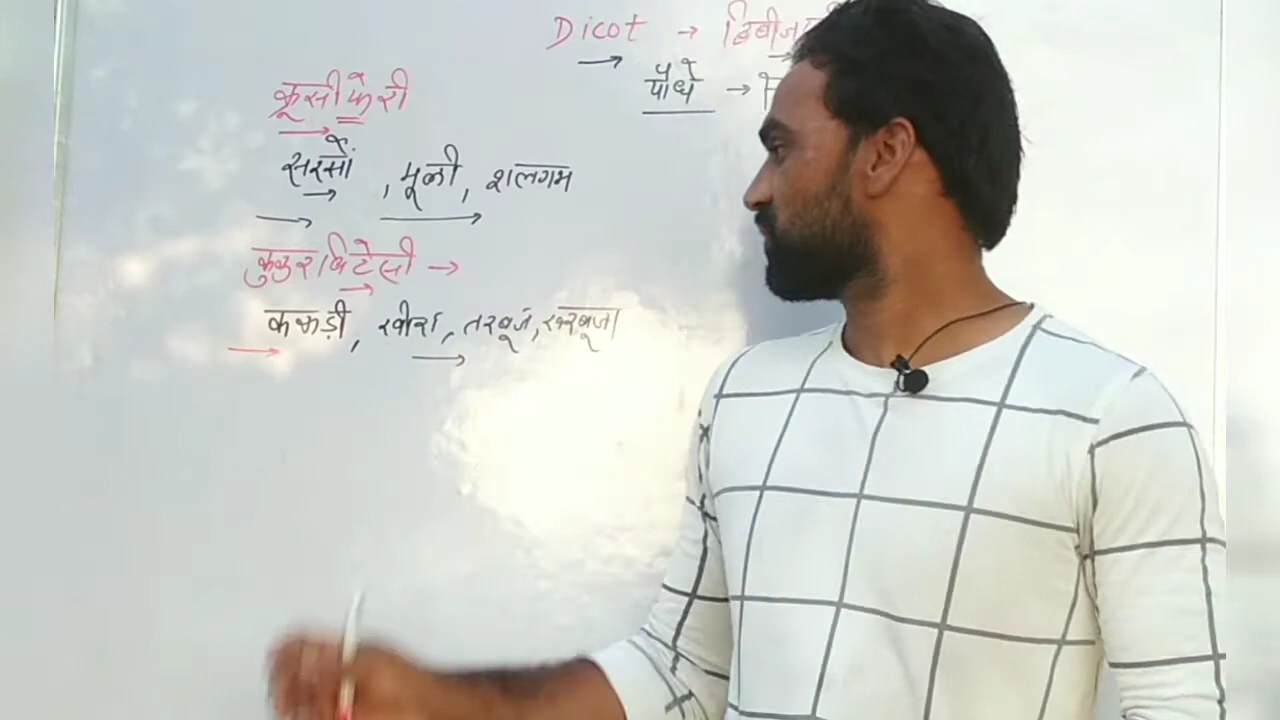 Dicot → द्विबीज
पौधे →
क्रूसीफेरी
सरसों, मूली, शलगम
कुकुरबिटेसी →
ककड़ी, खीरा, तरबूज, खरबूजा